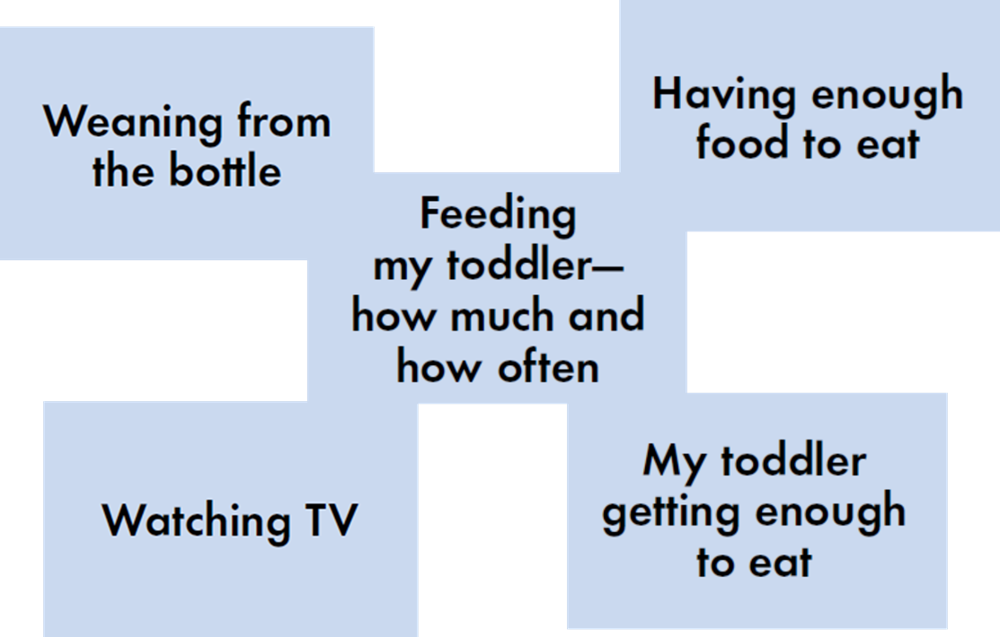 Weaning from
the bottle
Having enough
food to eat
Feeding
my toddler—
how much and
how often
Watching TV
My toddler
getting enough
to eat